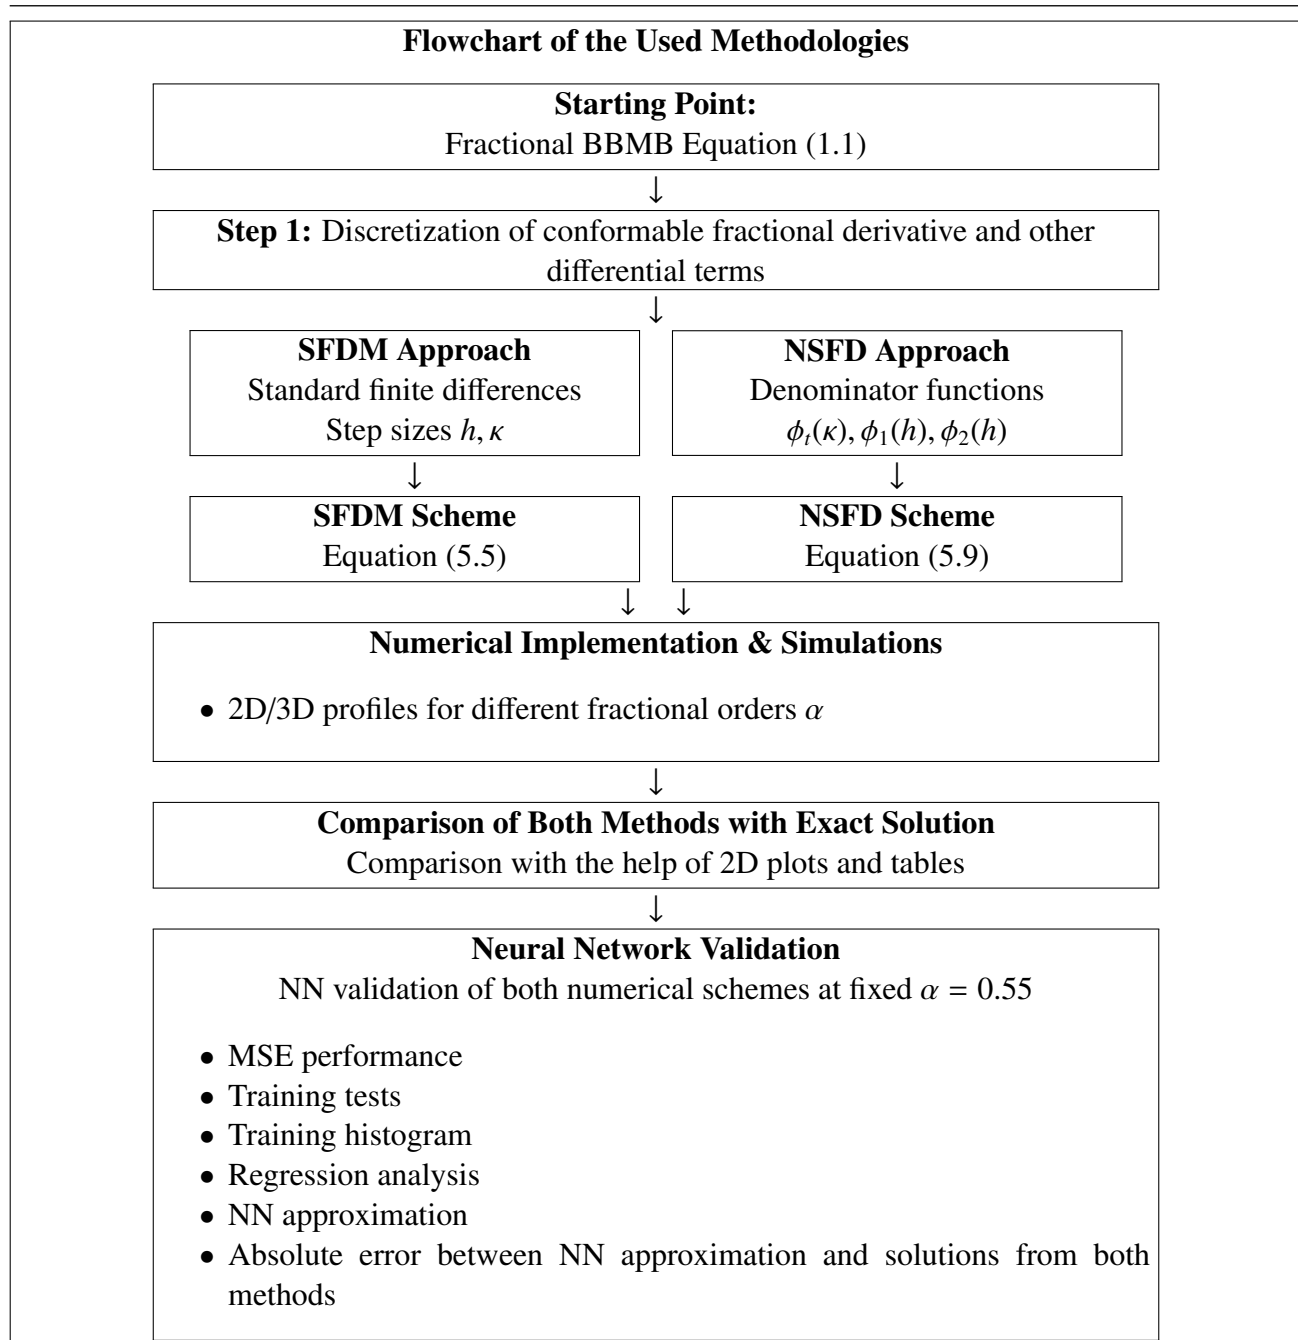 Flowchart of the Used Methodologies
Starting Point:
Fractional BBMB Equation (1.1)
↓
Step 1: Discretization of conformable fractional derivative and other
differential terms
↓
SFDM Approach
Standard finite differences
Step sizes h, κ
↓
SFDM Scheme
Equation (5.5)
NSFD Approach
Denominator functions
ϕt(κ), ϕ1(h), ϕ2(h)
↓
NSFD Scheme
Equation (5.9)
↓ ↓
Numerical Implementation & Simulations
• 2D/3D profiles for different fractional orders α
↓
Comparison of Both Methods with Exact Solution
Comparison with the help of 2D plots and tables
↓
Neural Network Validation
NN validation of both numerical schemes at fixed α = 0.55
• MSE performance
• Training tests
• Training histogram
• Regression analysis
• NN approximation
• Absolute error between NN approximation and solutions from both
methods